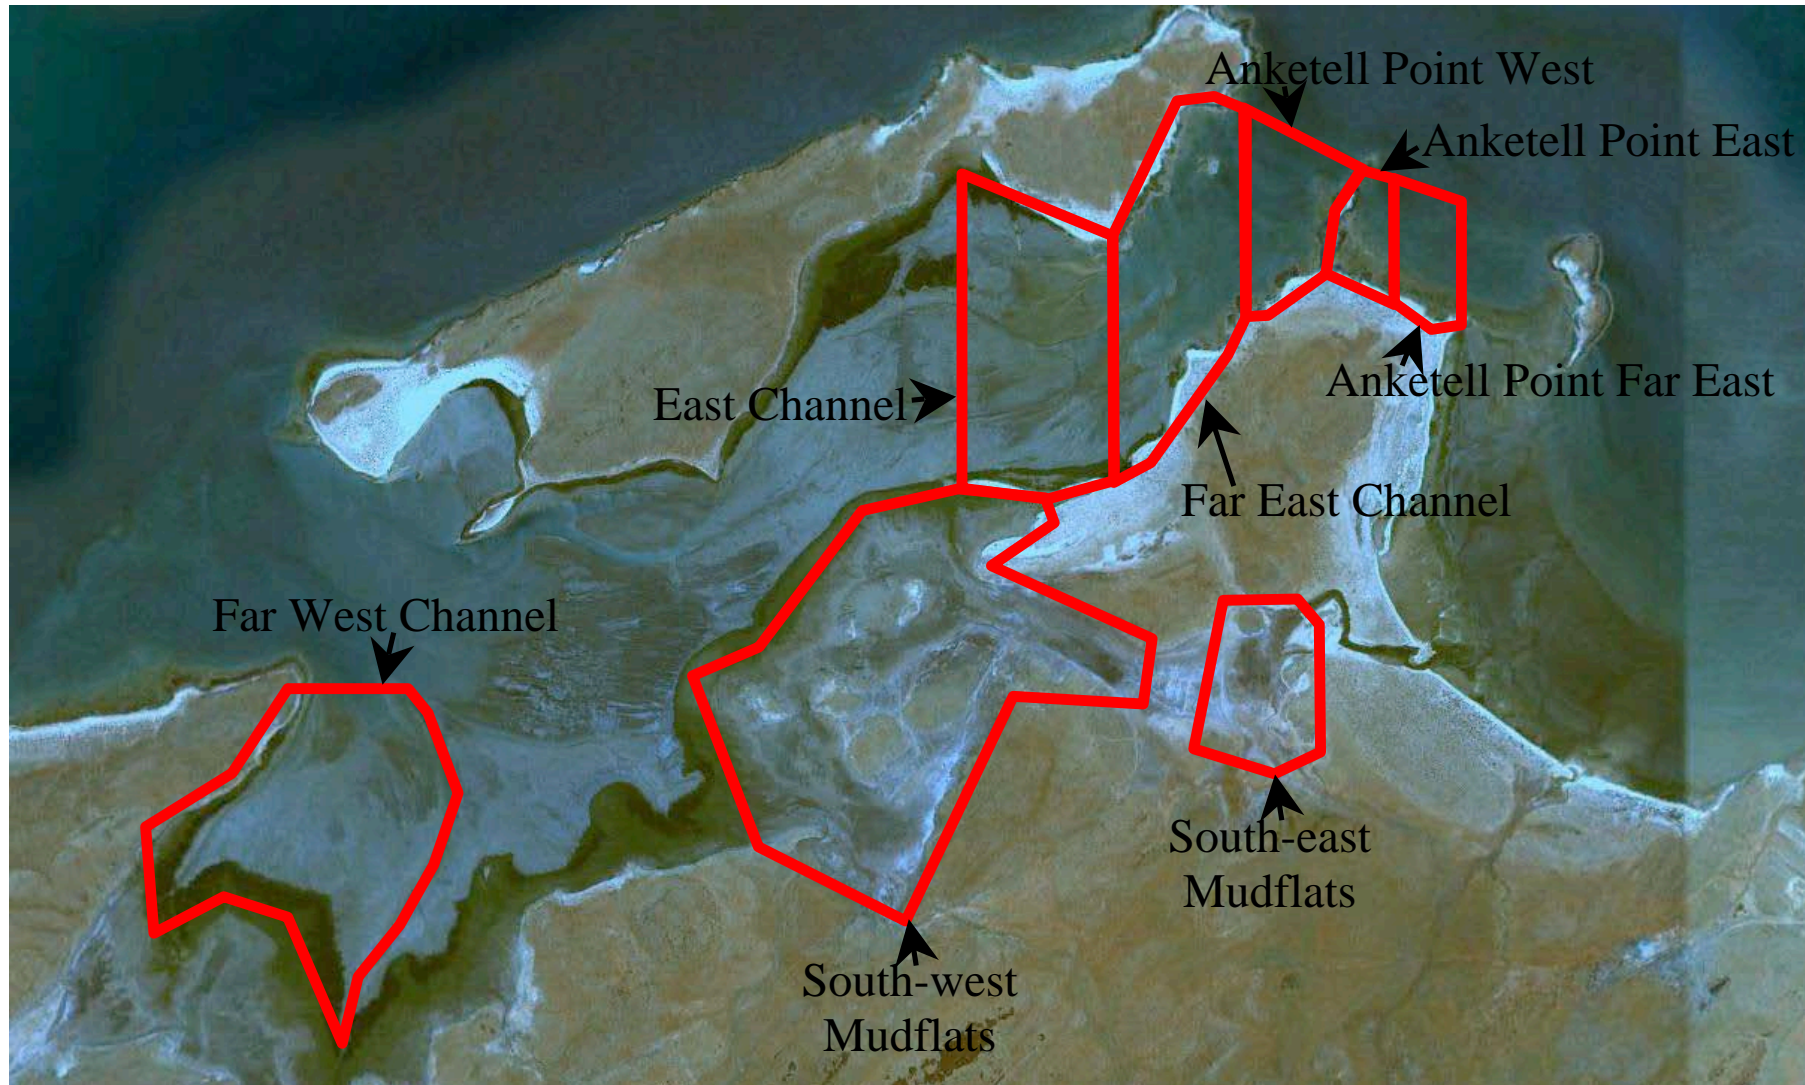 Anketell Point West
Anketell Point East
Anketell Point Far East
East Channel
Far East Channel
Far West Channel
South-east
Mudflats
South-west
Mudflats